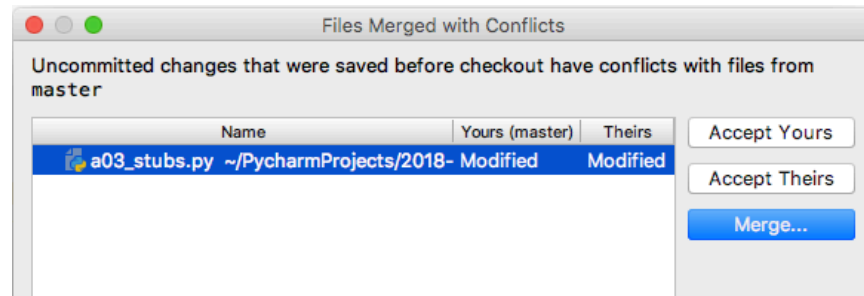 Files Merged with Conflicts
Uncommitted changes that were saved before checkout have conflicts with files from
master
Name Yours (master) Theirs
a03_stubs.py ~/PycharmProjects/2018- Modified Modified
Accept Yours
Accept Theirs
Merge...